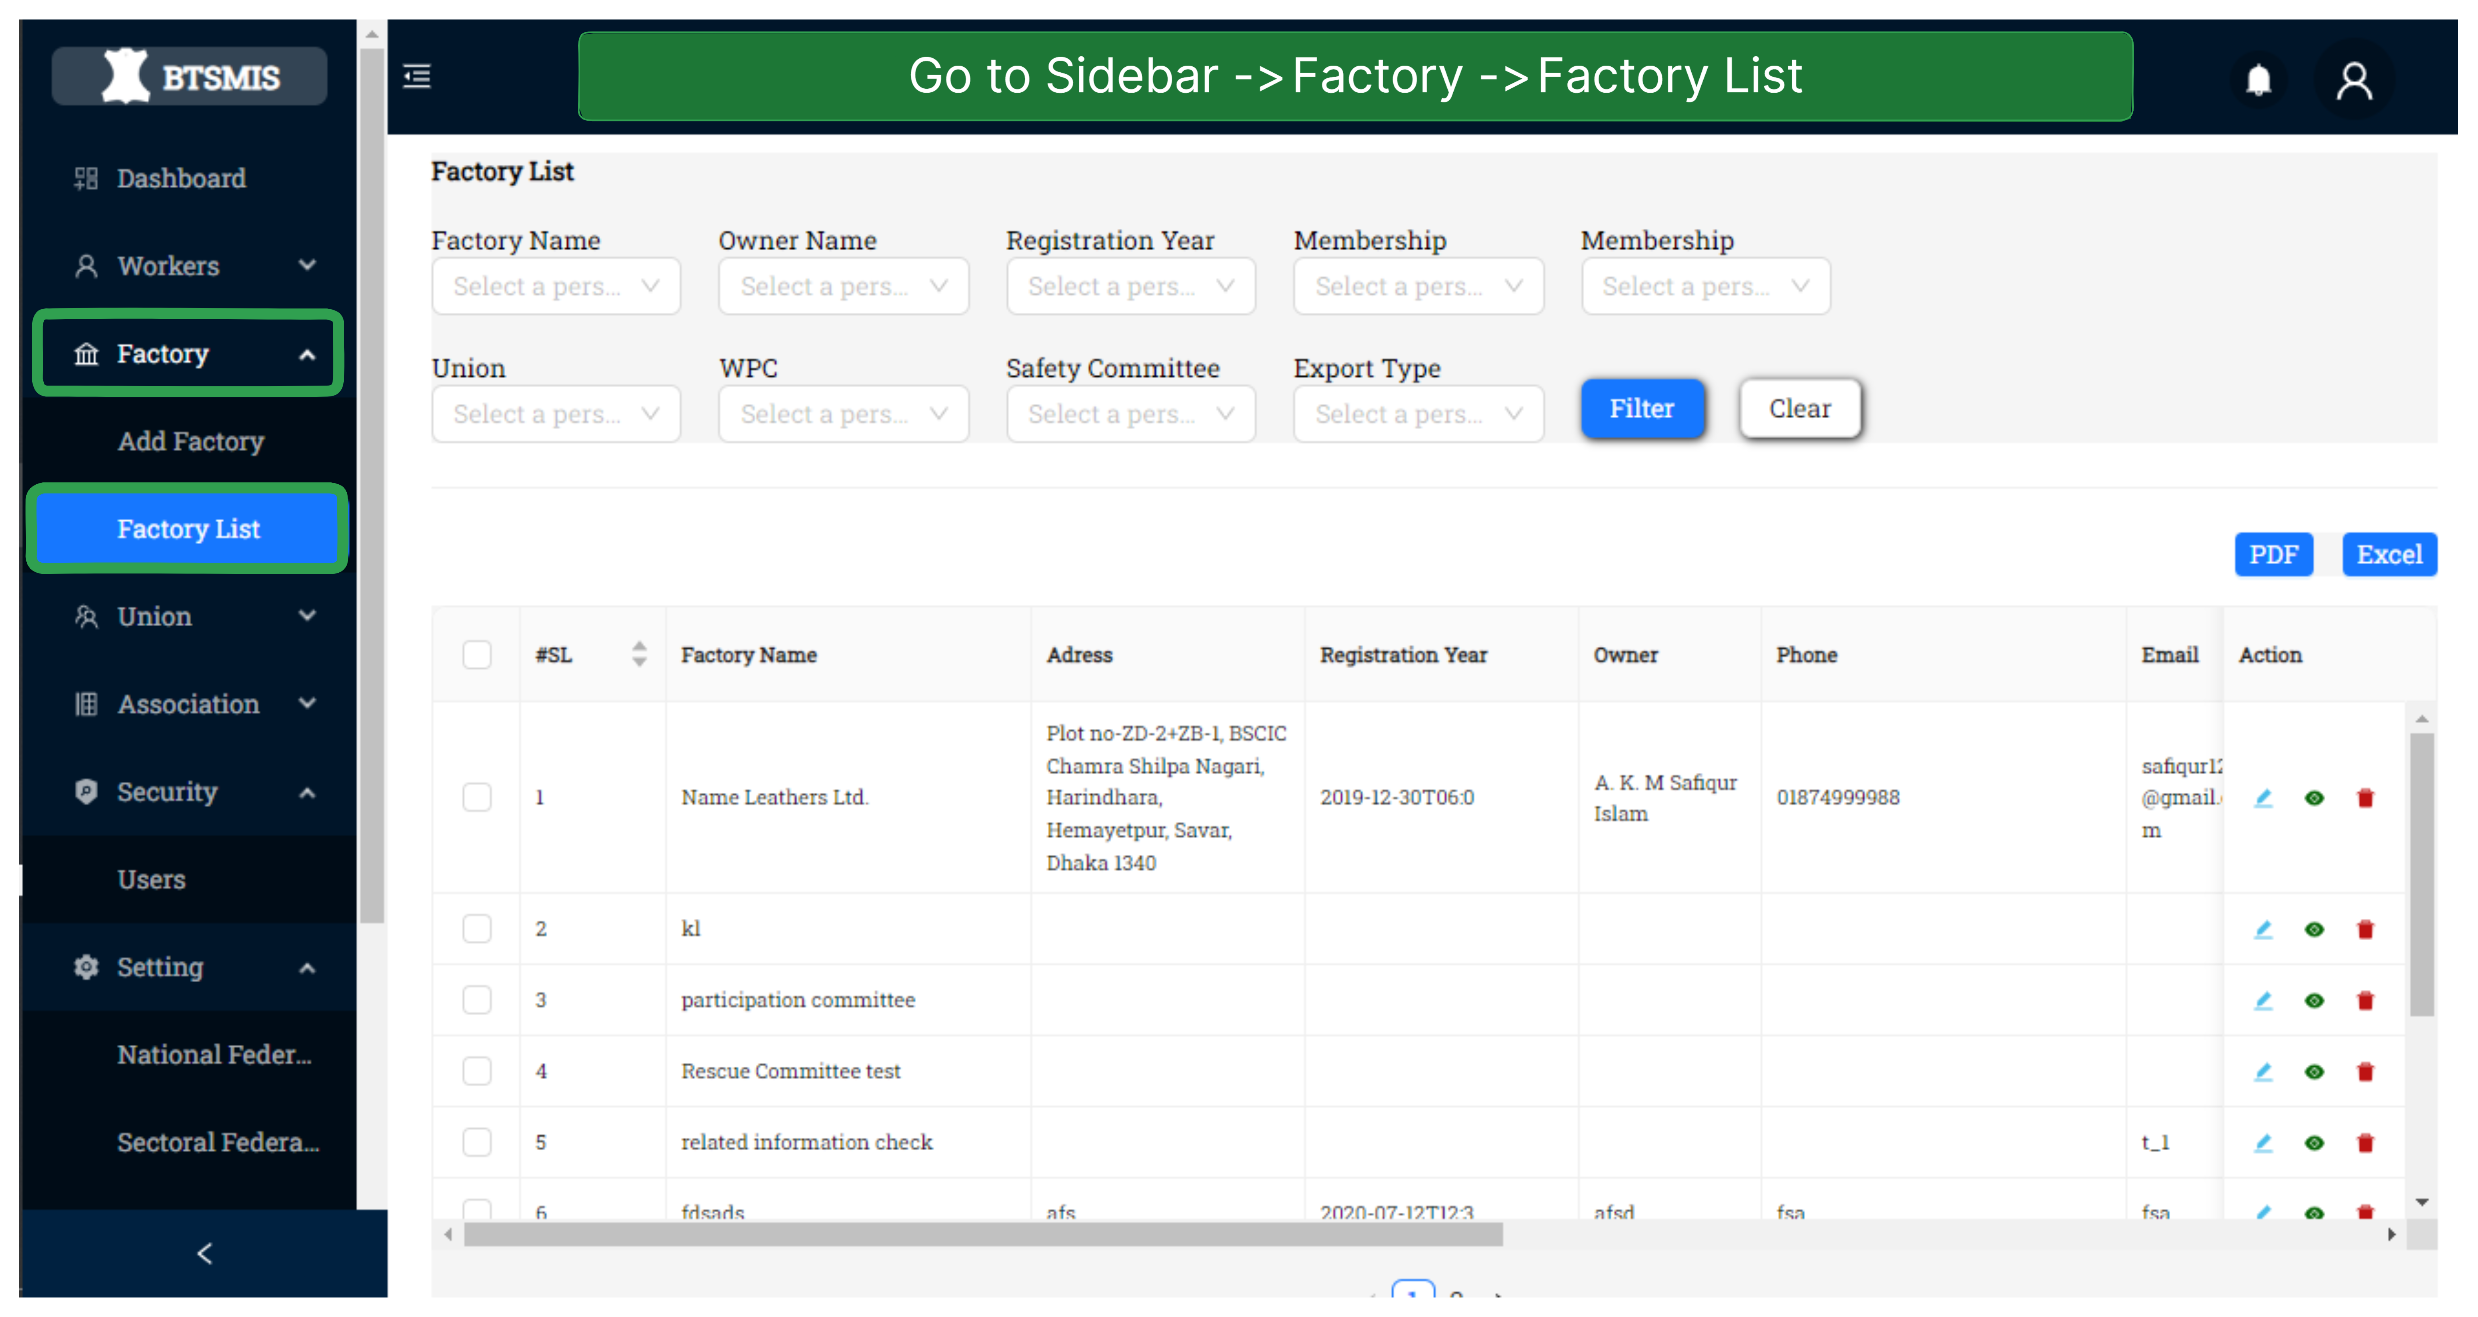 BTSMIS
Go to Sidebar ->Factory ->Factory List
Dashboard
Workers
Factory
Add Factory
Factory List
Union
Association
Security
Users
Setting
National Feder...
Sectoral Federa...
Factory List
Factory Name Owner Name Registration Year Membership Membership
Select a pers... Select a pers... Select a pers... Select a pers... Select a pers...
Union WPC Safety Committee Export Type
Select a pers... Select a pers... Select a pers... Select a pers... Filter Clear
PDF Excel
#SL Factory Name Adress Registration Year Owner Phone Email Action
1 Name Leathers Ltd. Plot no-ZD-2+ZB-1, BSCIC
Chamra Shilpa Nagari,
Harindhara,
Hemayetpur, Savar,
Dhaka 1340
2019-12-30T06:0
A. K. M Safiqur
Islam
01874999988
safiqur12
@gmail.
m
2 kl
3 participation committee
4 Rescue Committee test
5 related information check t_1
6 fdsads afs 2020-07-12T12:3 afsd fsa fsa
1